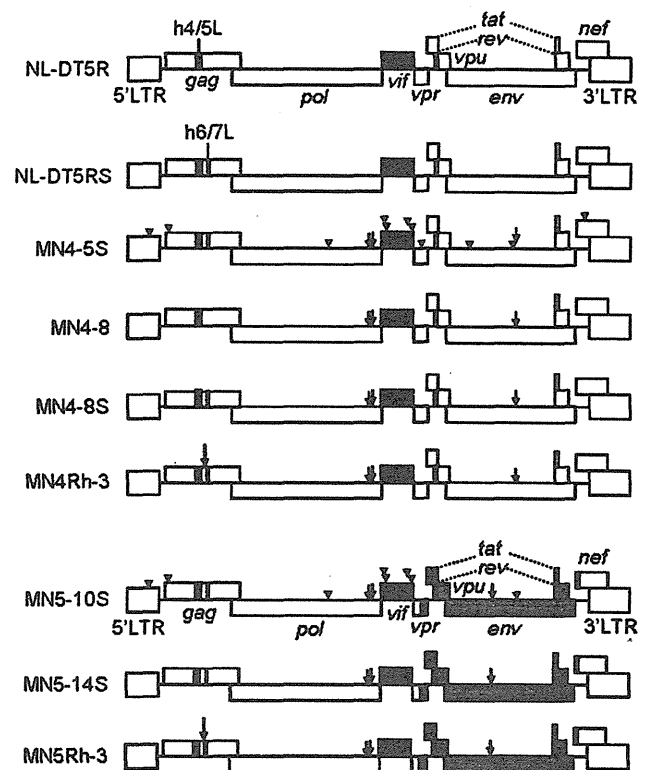 h4/5L
tat
rev
nef
NL-DT5R
vpu
5'LTR
gag
pol
vif
vpr
env
3'LTR
h6/7L
NL-DT5RS
MN4-5S
MN4-8
MN4-8S
MN4Rh-3
tat
rev
nef
MN5-10S
vpu
5'LTR
gag
pol
vif
vpr
env
3'LTR
MN5-14S
MN5Rh-3